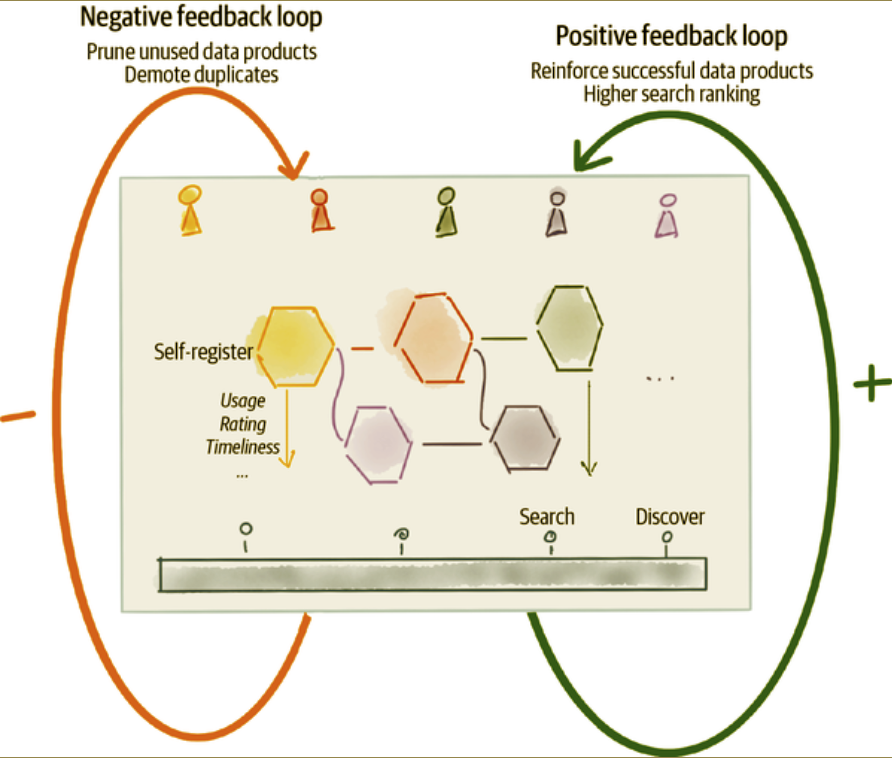 Negative feedback loop
Prune unused data products
Demote duplicates
Positive feedback loop
Reinforce successful data products
Higher search ranking
Self-register
Usage
Rating
Timeliness
...
...
Search
Discover
−
+